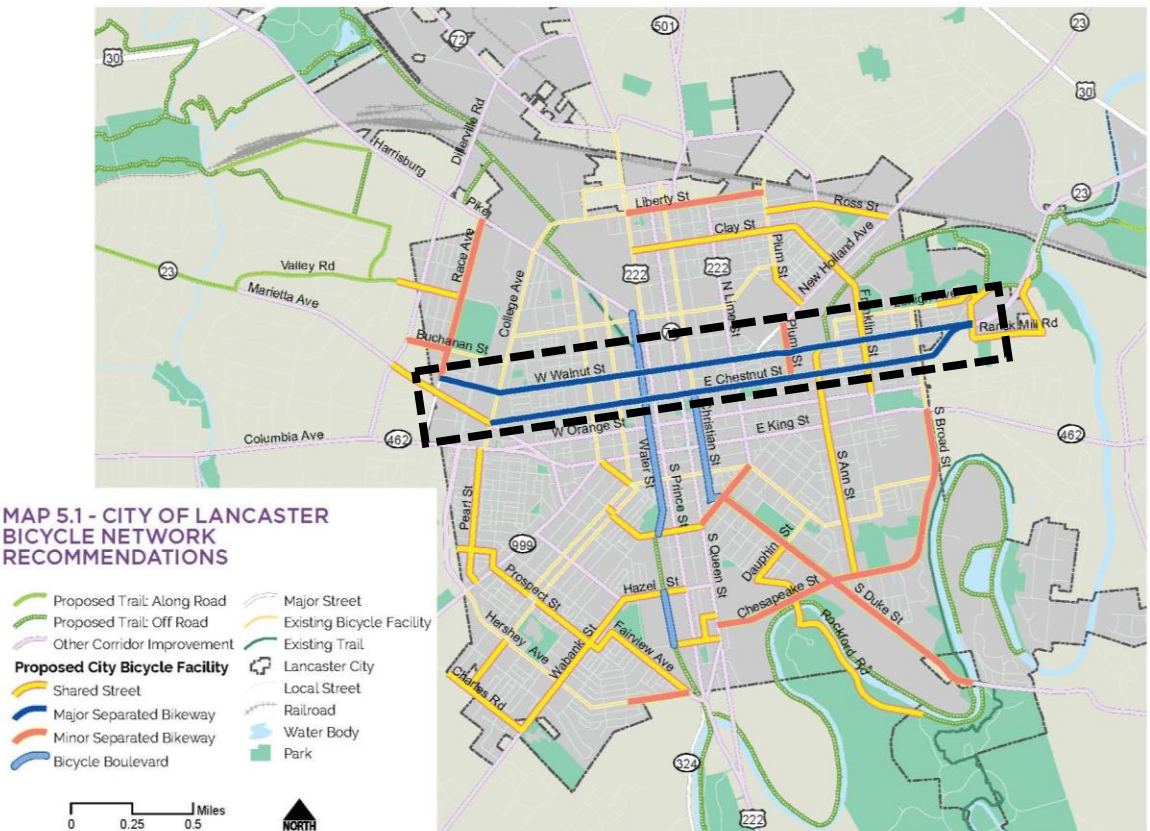 30
72
501
23
30
Dillerville Rd
Harrisburg
Pike
23
Liberty St
Ross St
Clay St
Race Ave
Valley Rd
23
222
222
Plum St
New Holland Ave
Marietta Ave
College Ave
N Lime St
Franklin St
Buchanan St
Plum St
Ranck Mill Rd
W Walnut St
E Chestnut St
Columbia Ave
462
W Orange St
Christian St
E King St
S Broad St
462
Water St
S Prince St
S Ann St
Pearl St
999
Prospect St
Hazel St
S Queen St
Dauphin St
Chesapeake St
S Duke St
Hershey Ave
Wabank St
Fairview Ave
Rockford Rd
Charles Rd
324
222
MAP 5.1 - CITY OF LANCASTER
BICYCLE NETWORK
RECOMMENDATIONS
Proposed Trail: Along Road
Proposed Trail: Off Road
Other Corridor Improvement
Proposed City Bicycle Facility
Shared Street
Major Separated Bikeway
Minor Separated Bikeway
Bicycle Boulevard
Major Street
Existing Bicycle Facility
Existing Trail
Lancaster City
Local Street
Railroad
Water Body
Park
Miles
0 0.25 0.5
NORTH